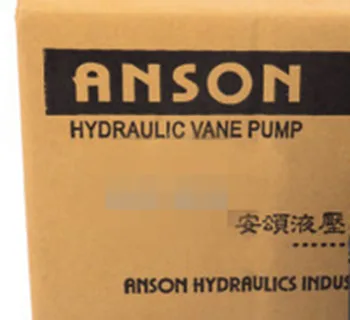 ANSON
HYDRAULIC VANE PUMP
安頌液壓
ANSON HYDRAULICS INDUS